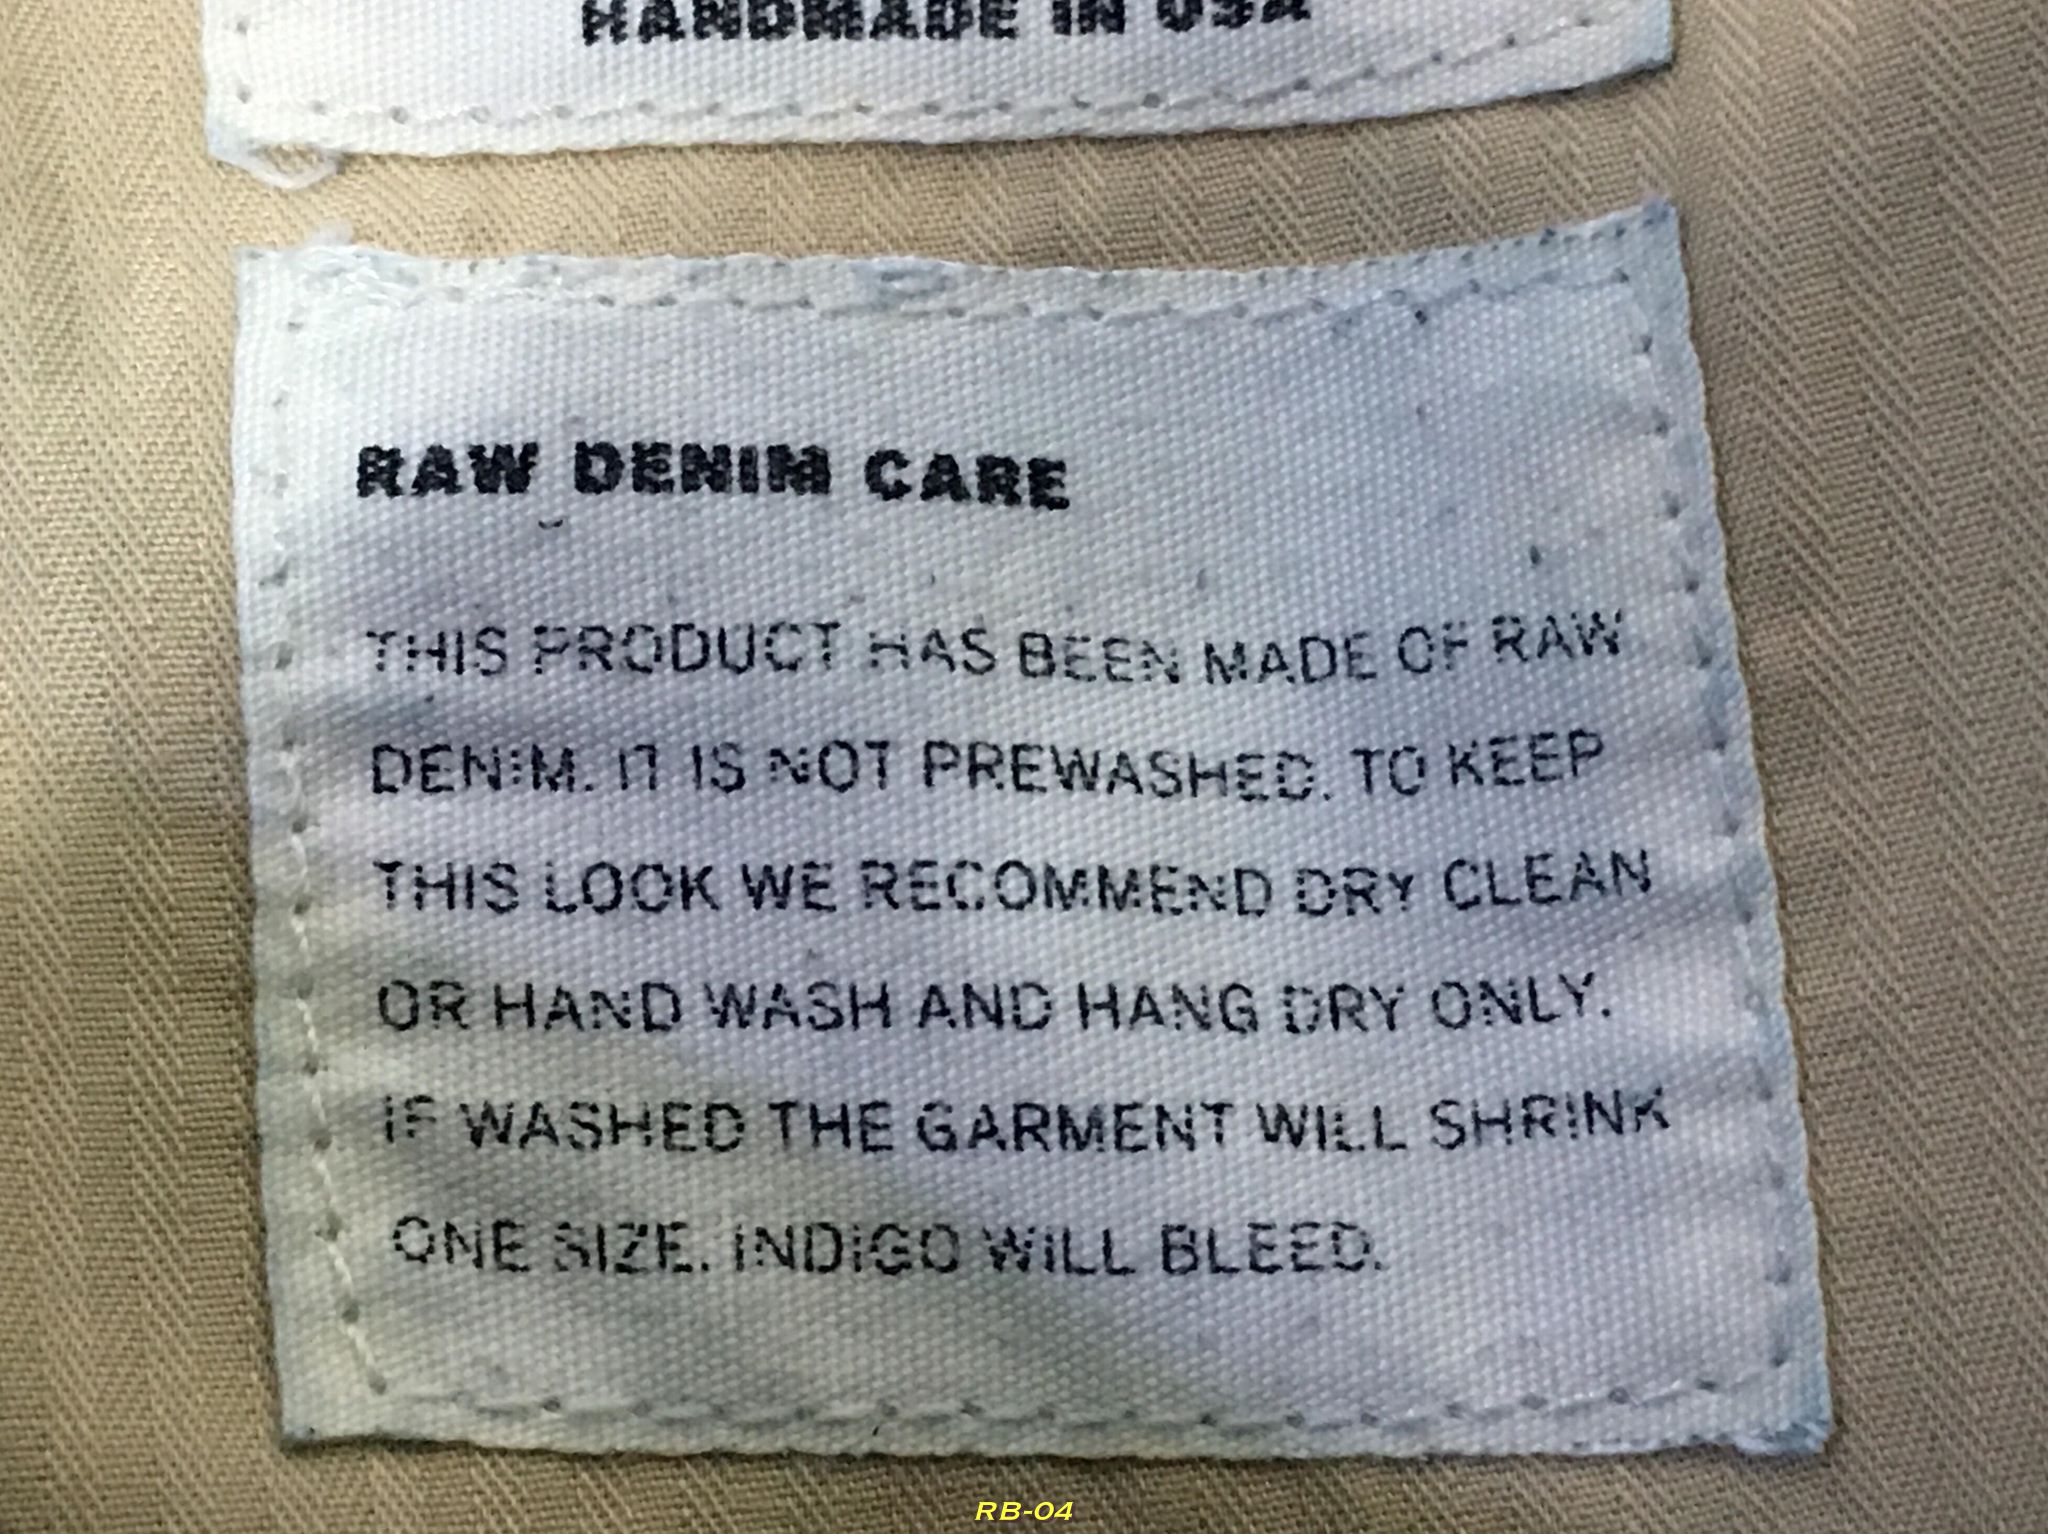 HANDMADE IN USA
RAW DENIM CARE
THIS PRODUCT HAS BEEN MADE OF RAW
DENIM. IT IS NOT PREWASHED. TO KEEP
THIS LOOK WE RECOMMEND DRY CLEAN
OR HAND WASH AND HANG DRY ONLY.
IF WASHED THE GARMENT WILL SHRINK
ONE SIZE. INDIGO WILL BLEED.
RB-04